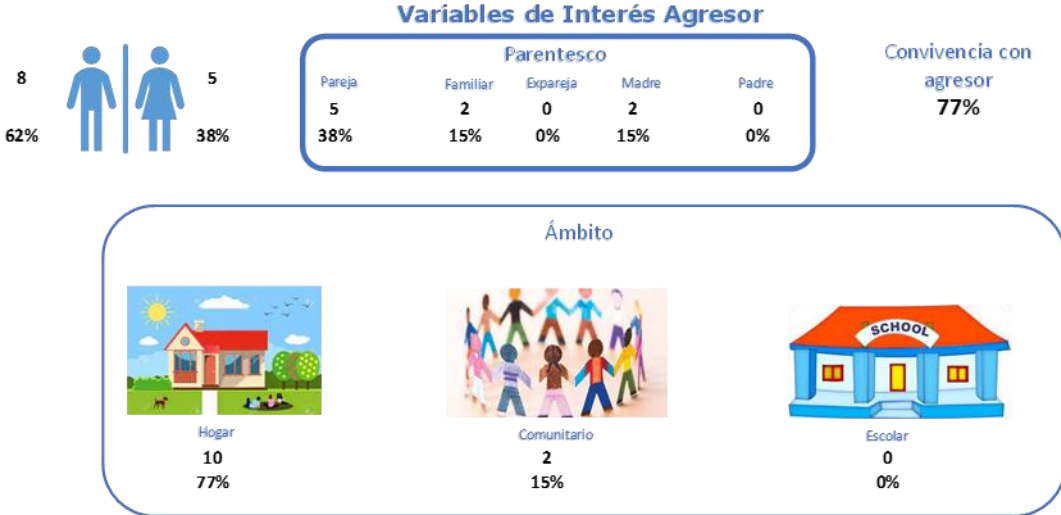 Variables de Interés Agresor
8
62%
5
38%
Parentesco
Pareja Familiar Expareja Madre Padre
5 2 0 2 0
38% 15% 0% 15% 0%
Convivencia con
agresor
77%
Ámbito
SCHOOL
Hogar Comunitario Escolar
10 2 0
77% 15% 0%